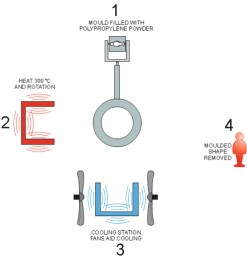 1
MOULD FILLED WITH
POLYPROPYLENE POWDER
HEAT 300°C
AND ROTATION
2
4
MOULDED
SHAPE
REMOVED
COOLING STATION
FANS AID COOLING
3